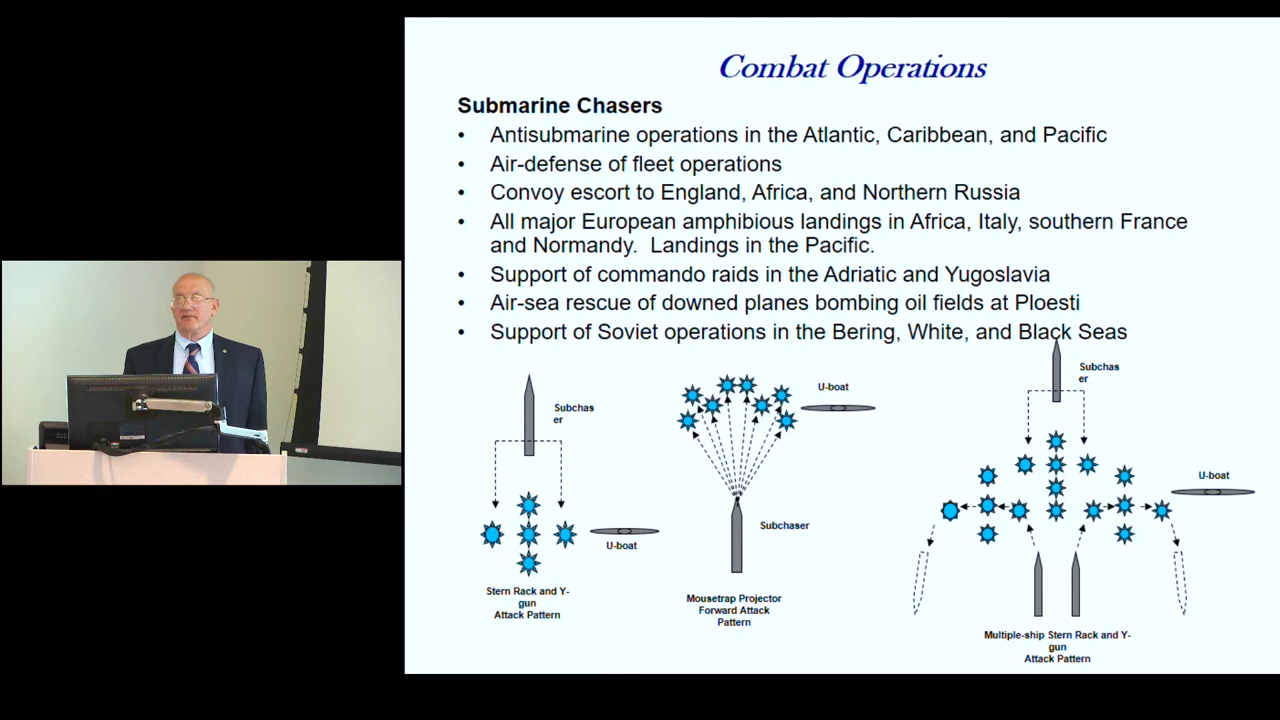 Combat Operations
Submarine Chasers
• Antisubmarine operations in the Atlantic, Caribbean, and Pacific
• Air-defense of fleet operations
• Convoy escort to England, Africa, and Northern Russia
• All major European amphibious landings in Africa, Italy, southern France
and Normandy.  Landings in the Pacific.
• Support of commando raids in the Adriatic and Yugoslavia
• Air-sea rescue of downed planes bombing oil fields at Ploesti
• Support of Soviet operations in the Bering, White, and Black Seas
Subchas
er
U-boat
Stern Rack and Y-
gun
Attack Pattern
U-boat
Subchaser
Mousetrap Projector
Forward Attack
Pattern
Subchas
er
U-boat
Multiple-ship Stern Rack and Y-
gun
Attack Pattern